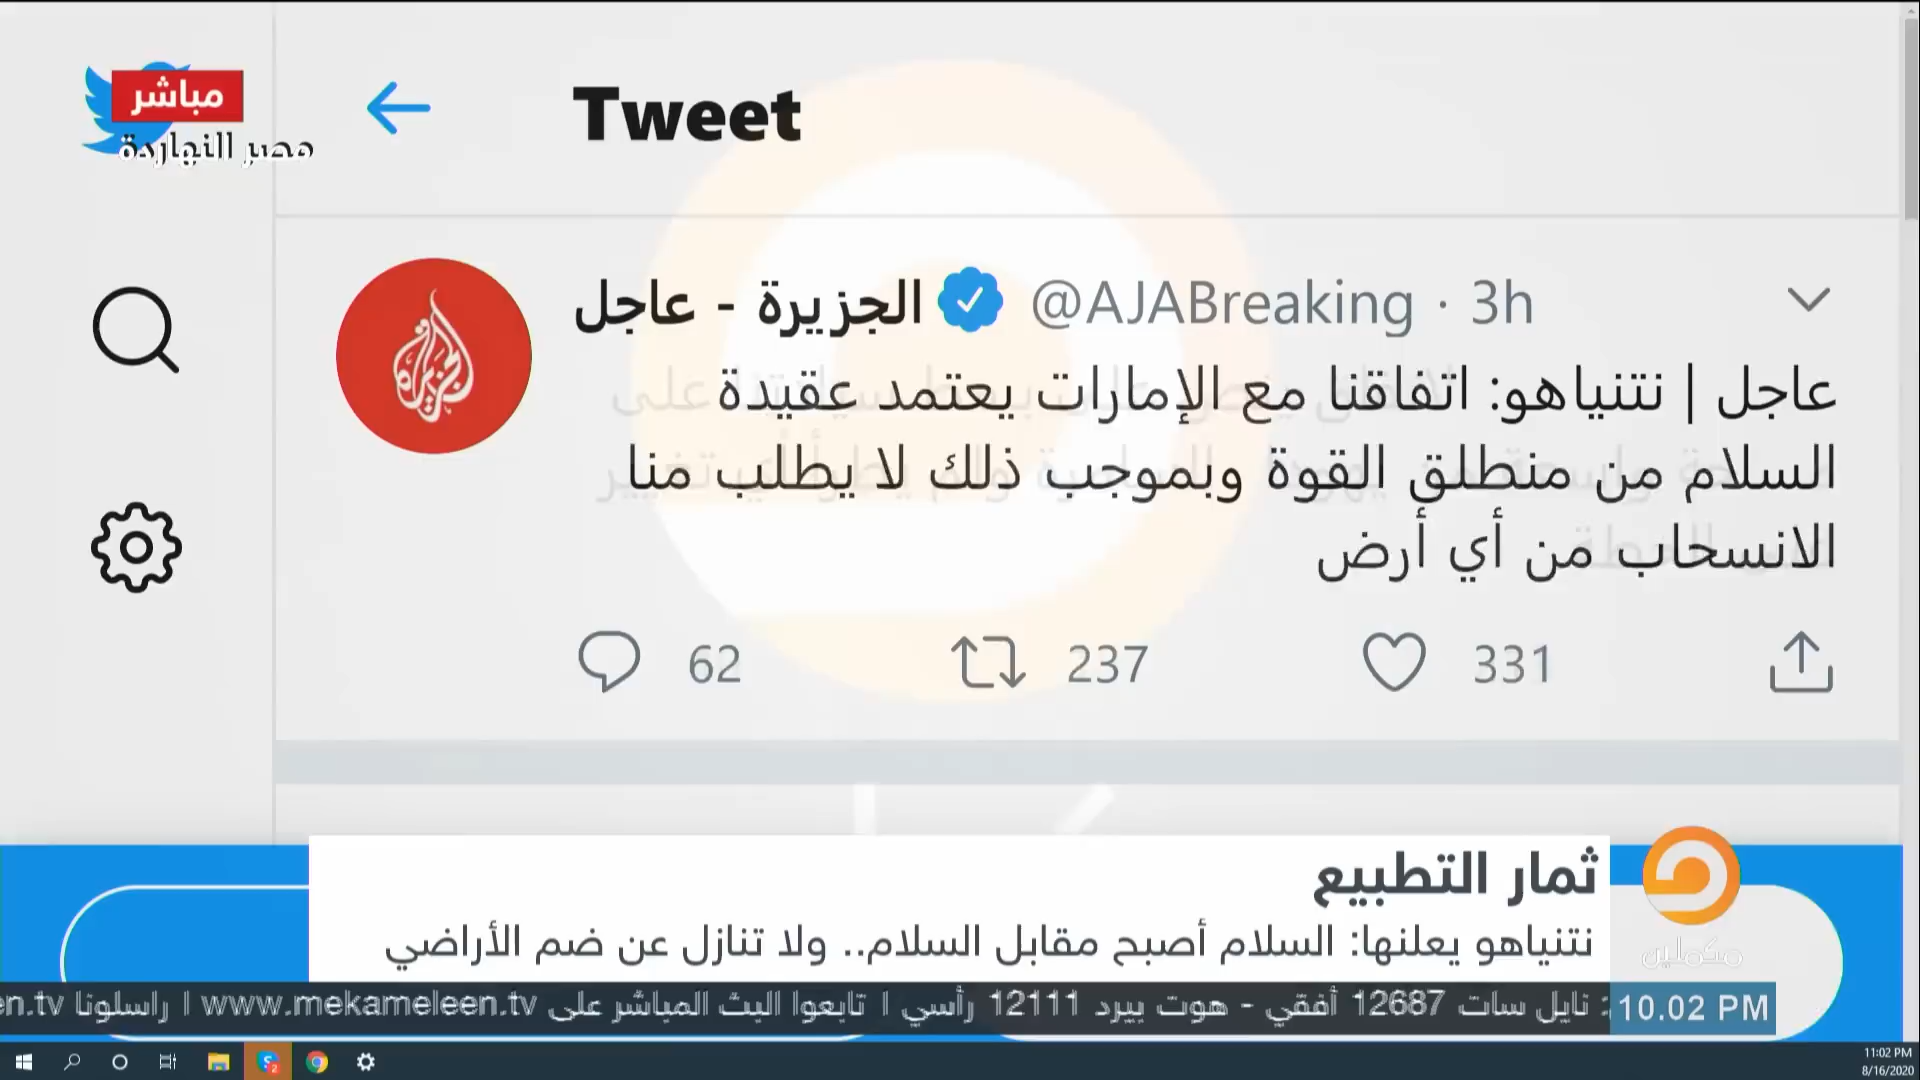 مباشر
مصر النهاردة
Tweet
الجزيرة - عاجل @AJABreaking · 3h
عاجل | نتنياهو: اتفاقنا مع الإمارات يعتمد عقيدة
السلام من منطلق القوة وبموجب ذلك لا يطلب منا
الانسحاب من أي أرض
62 237 331
ثمار التطبيع
نتنياهو يعلنها: السلام أصبح مقابل السلام.. ولا تنازل عن ضم الأراضي
مكملين
: نايل سات 12687 أفقي - هوت بيرد 12111 رأسي | تابعوا البث المباشر على www.mekameleen.tv | راسلونا en.tv
10.02 PM
11:02 PM
8/16/2020